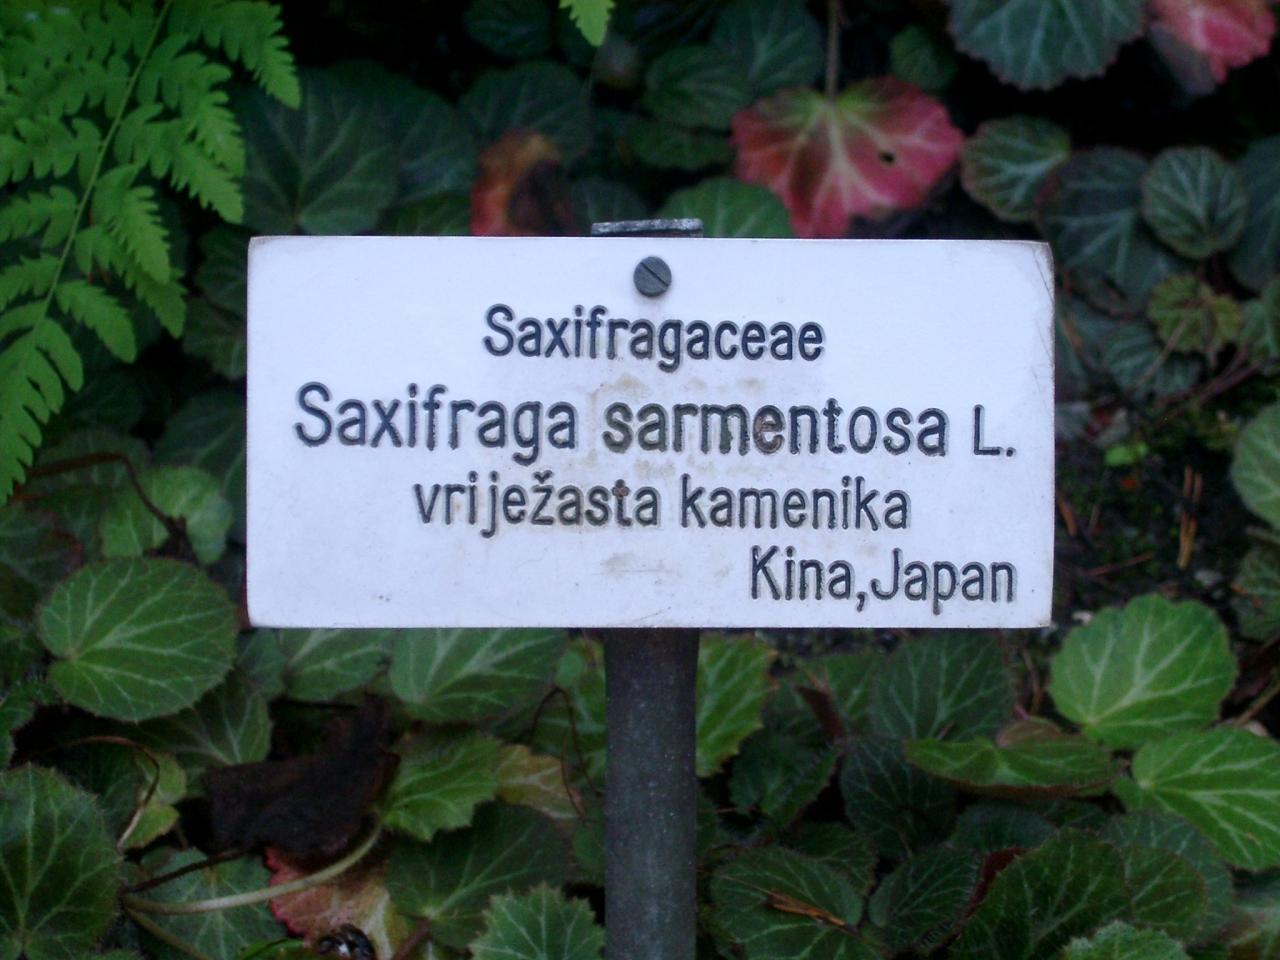 Saxifragaceae
Saxifraga sarmentosa L.
vriježasta kamenika
Kina, Japan